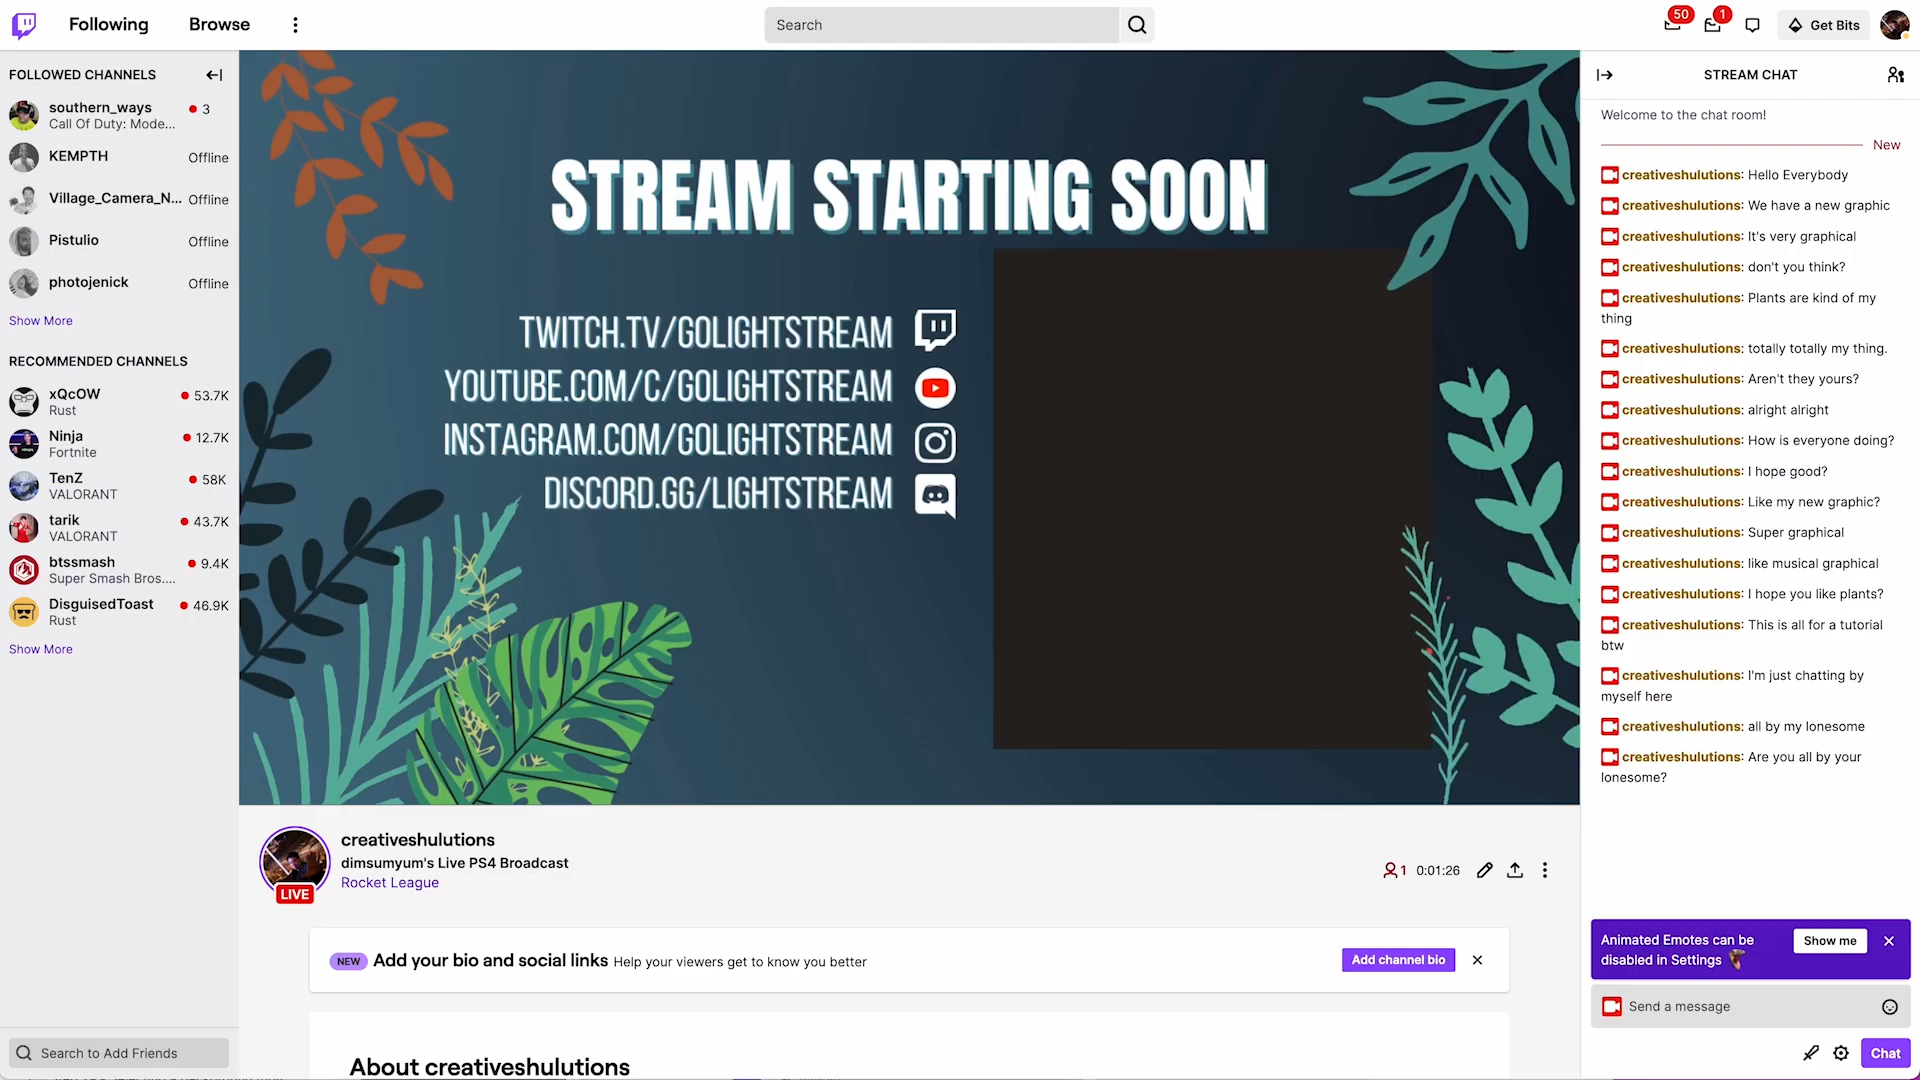 Following
Browse
Search
50
1
Get Bits
FOLLOWED CHANNELS
southern_ways
3
Call Of Duty: Mode...
KEMPTH
Offline
Village_Camera_N...
Offline
Pistulio
Offline
photojenick
Offline
Show More
RECOMMENDED CHANNELS
xQcOW
53.7K
Rust
Ninja
12.7K
Fortnite
TenZ
58K
VALORANT
tarik
43.7K
VALORANT
btssmash
9.4K
Super Smash Bros....
DisguisedToast
46.9K
Rust
Show More
Search to Add Friends
STREAM STARTING SOON
TWITCH.TV/GOLIGHTSTREAM
YOUTUBE.COM/C/GOLIGHTSTREAM
INSTAGRAM.COM/GOLIGHTSTREAM
DISCORD.GG/LIGHTSTREAM
creativeshulutions
dimsumyum's Live PS4 Broadcast
Rocket League
LIVE
1 0:01:26
NEW Add your bio and social links Help your viewers get to know you better
Add channel bio
About creativeshulutions
STREAM CHAT
Welcome to the chat room!
New
creativeshulutions: Hello Everybody
creativeshulutions: We have a new graphic
creativeshulutions: It's very graphical
creativeshulutions: don't you think?
creativeshulutions: Plants are kind of my
thing
creativeshulutions: totally totally my thing.
creativeshulutions: Aren't they yours?
creativeshulutions: alright alright
creativeshulutions: How is everyone doing?
creativeshulutions: I hope good?
creativeshulutions: Like my new graphic?
creativeshulutions: Super graphical
creativeshulutions: like musical graphical
creativeshulutions: I hope you like plants?
creativeshulutions: This is all for a tutorial
btw
creativeshulutions: I'm just chatting by
myself here
creativeshulutions: all by my lonesome
creativeshulutions: Are you all by your
lonesome?
Animated Emotes can be
disabled in Settings
Show me
Send a message
Chat